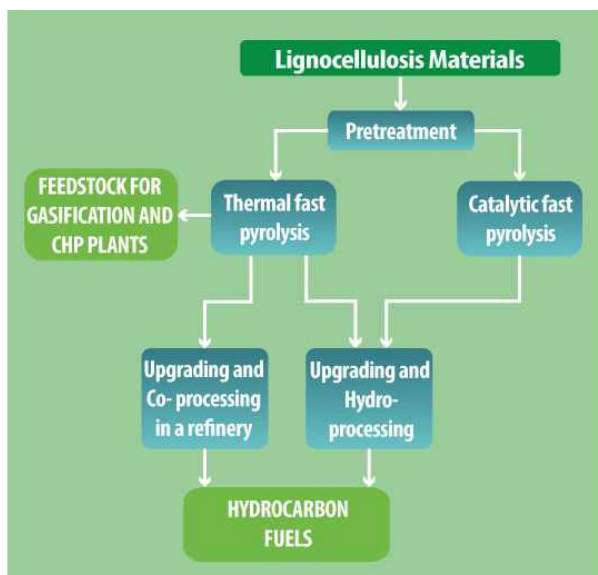 Lignocellulosis Materials
Pretreatment
FEEDSTOCK FOR
GASIFICATION AND
CHP PLANTS
Thermal fast
pyrolysis
Catalytic fast
pyrolysis
Upgrading and
Co- processing
in a refinery
Upgrading and
Hydro-
processing
HYDROCARBON
FUELS